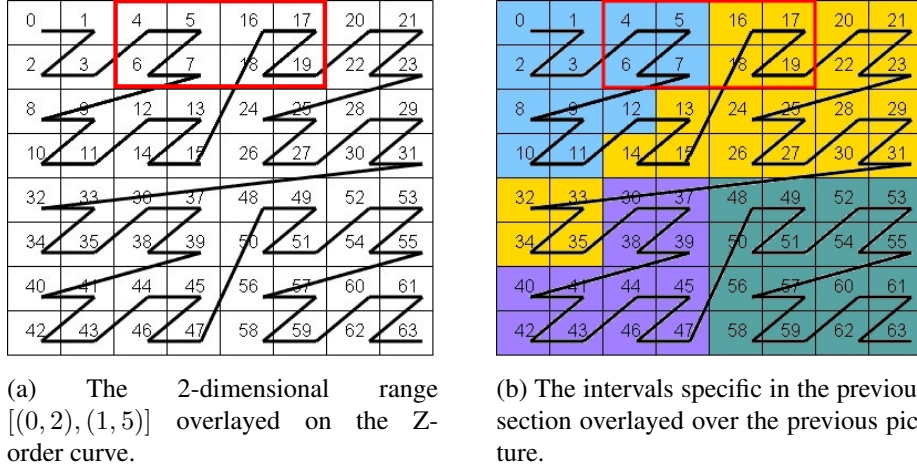 0 1 4 5 16 17 20 21
2 3 6 7 18 19 22 23
8 9 12 13 24 25 28 29
10 11 14 15 26 27 30 31
32 33 36 37 48 49 52 53
34 35 38 39 50 51 54 55
40 41 44 45 56 57 60 61
42 43 46 47 58 59 62 63
(a) The 2-dimensional range
[(0, 2), (1, 5)] overlayed on the Z-
order curve.
0 1 4 5 16 17 20 21
2 3 6 7 18 19 22 23
8 9 12 13 24 25 28 29
10 11 14 15 26 27 30 31
32 33 36 37 48 49 52 53
34 35 38 39 50 51 54 55
40 41 44 45 56 57 60 61
42 43 46 47 58 59 62 63
(b) The intervals specific in the previou
section overlayed over the previous pic
ture.